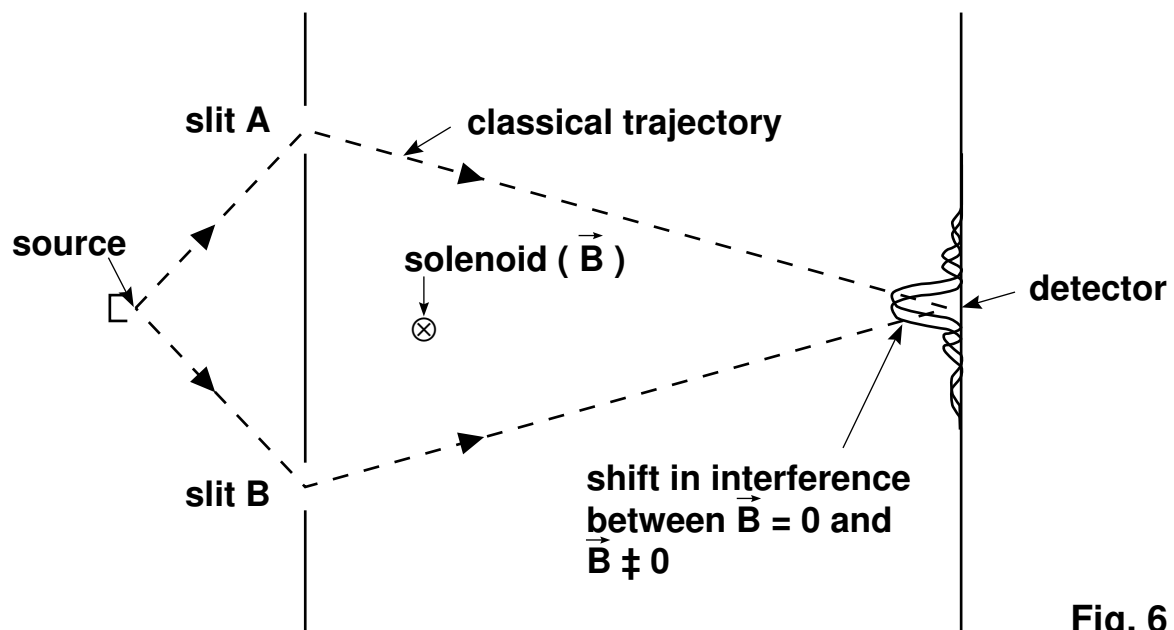 slit A
classical trajectory
source
solenoid ( B⃗ )
detector
slit B
shift in interference
between B⃗ = 0 and
B⃗ ‡ 0
Fig. 6